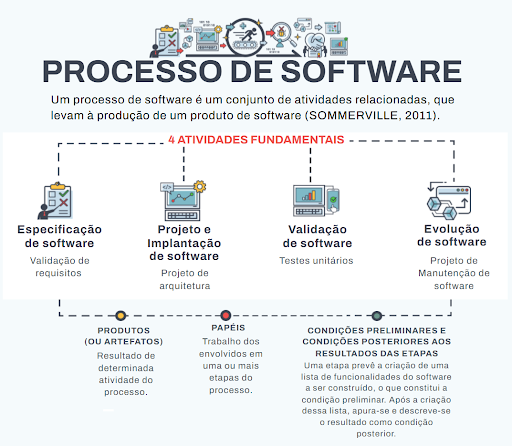 PROCESSO DE SOFTWARE
Um processo de software é um conjunto de atividades relacionadas, que
levam à produção de um produto de software (SOMMERVILLE, 2011).
4 ATIVIDADES FUNDAMENTAIS
Especificação
de software
Validação de
requisitos
Projeto e
Implantação
de software
Projeto de
arquitetura
Validação
de software
Testes unitários
Evolução
de software
Projeto de
Manutenção de
software
PRODUTOS
(OU ARTEFATOS)
Resultado de
determinada
atividade do
processo.
PAPÉIS
Trabalho dos
envolvidos em
uma ou mais
etapas do
processo.
CONDIÇÕES PRELIMINARES E
CONDIÇÕES POSTERIORES AOS
RESULTADOS DAS ETAPAS
Uma etapa prevê a criação de uma
lista de funcionalidades do software
a ser construído, o que constitui a
condição preliminar. Após a criação
dessa lista, apura-se e descreve-se
o resultado como condição
posterior.